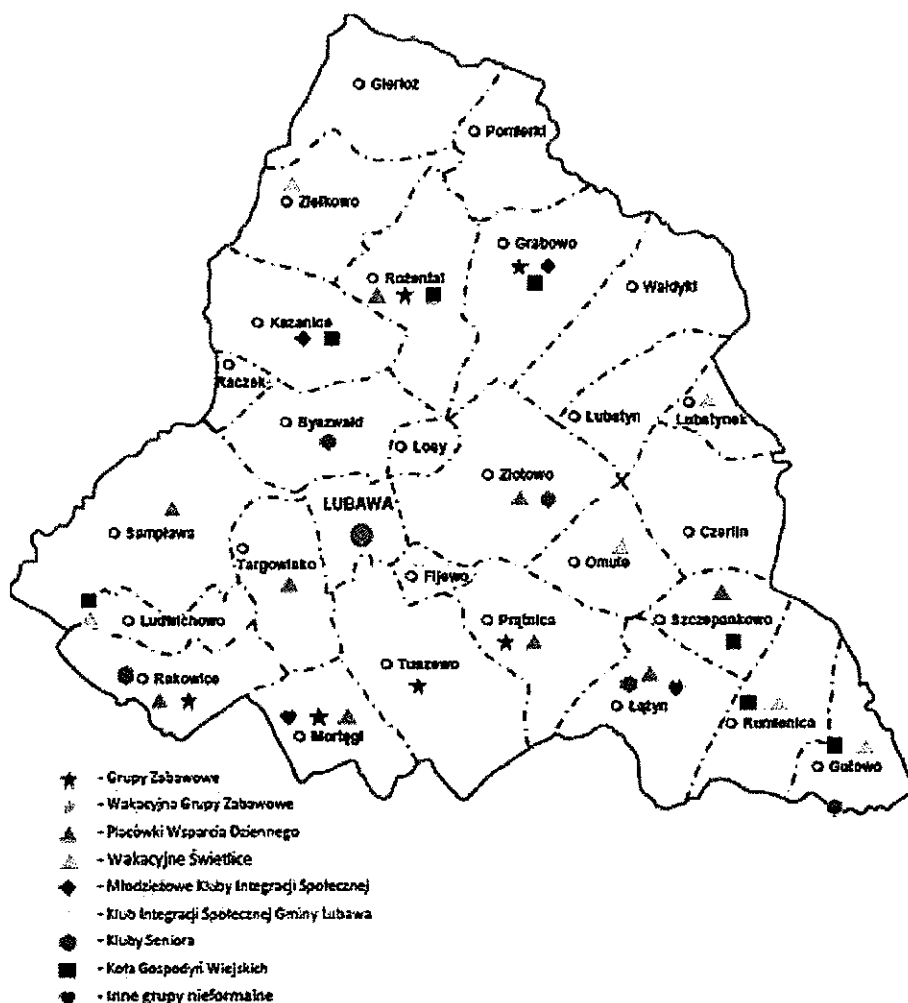 Gierłoż
Pomierki
Zielkowo
Grabowo
Rożental
Wałdyki
Kazanice
Raczek
Lubstynek
Byszwałd
Lubstyn
Losy
Złotowo
LUBAWA
Sampława
Czerlin
Targowisko
Omule
Fijewo
Ludwichowo
Prątnica
Szczepankowo
Tuszewo
Rakowice
Łążyn
Rumienica
Mortęgi
Gutowo
- Grupy Zabawowe
- Wakacyjne Grupy Zabawowe
- Placówki Wsparcia Dziennego
- Wakacyjne Świetlice
- Młodzieżowe Kluby Integracji Społecznej
- Klub Integracji Społecznej Gminy Lubawa
- Kluby Seniora
- Koła Gospodyń Wiejskich
- Inne grupy nieformalne